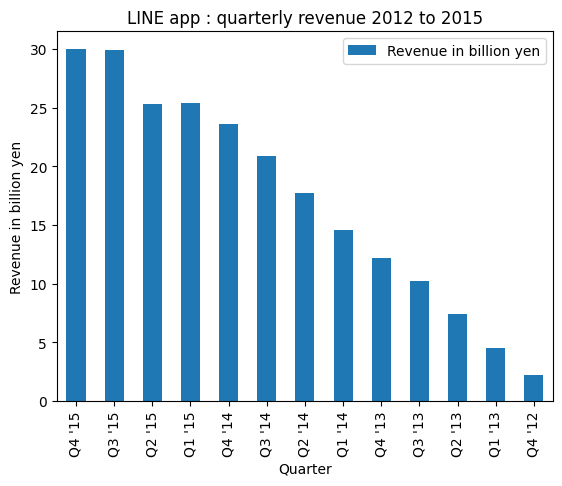 LINE app : quarterly revenue 2012 to 2015
Revenue in billion yen
Revenue in billion yen
30
25
20
15
10
5
0
Q4 '15
Q3 '15
Q2 '15
Q1 '15
Q4 '14
Q3 '14
Q2 '14
Q1 '14
Q4 '13
Q3 '13
Q2 '13
Q1 '13
Q4 '12
Quarter